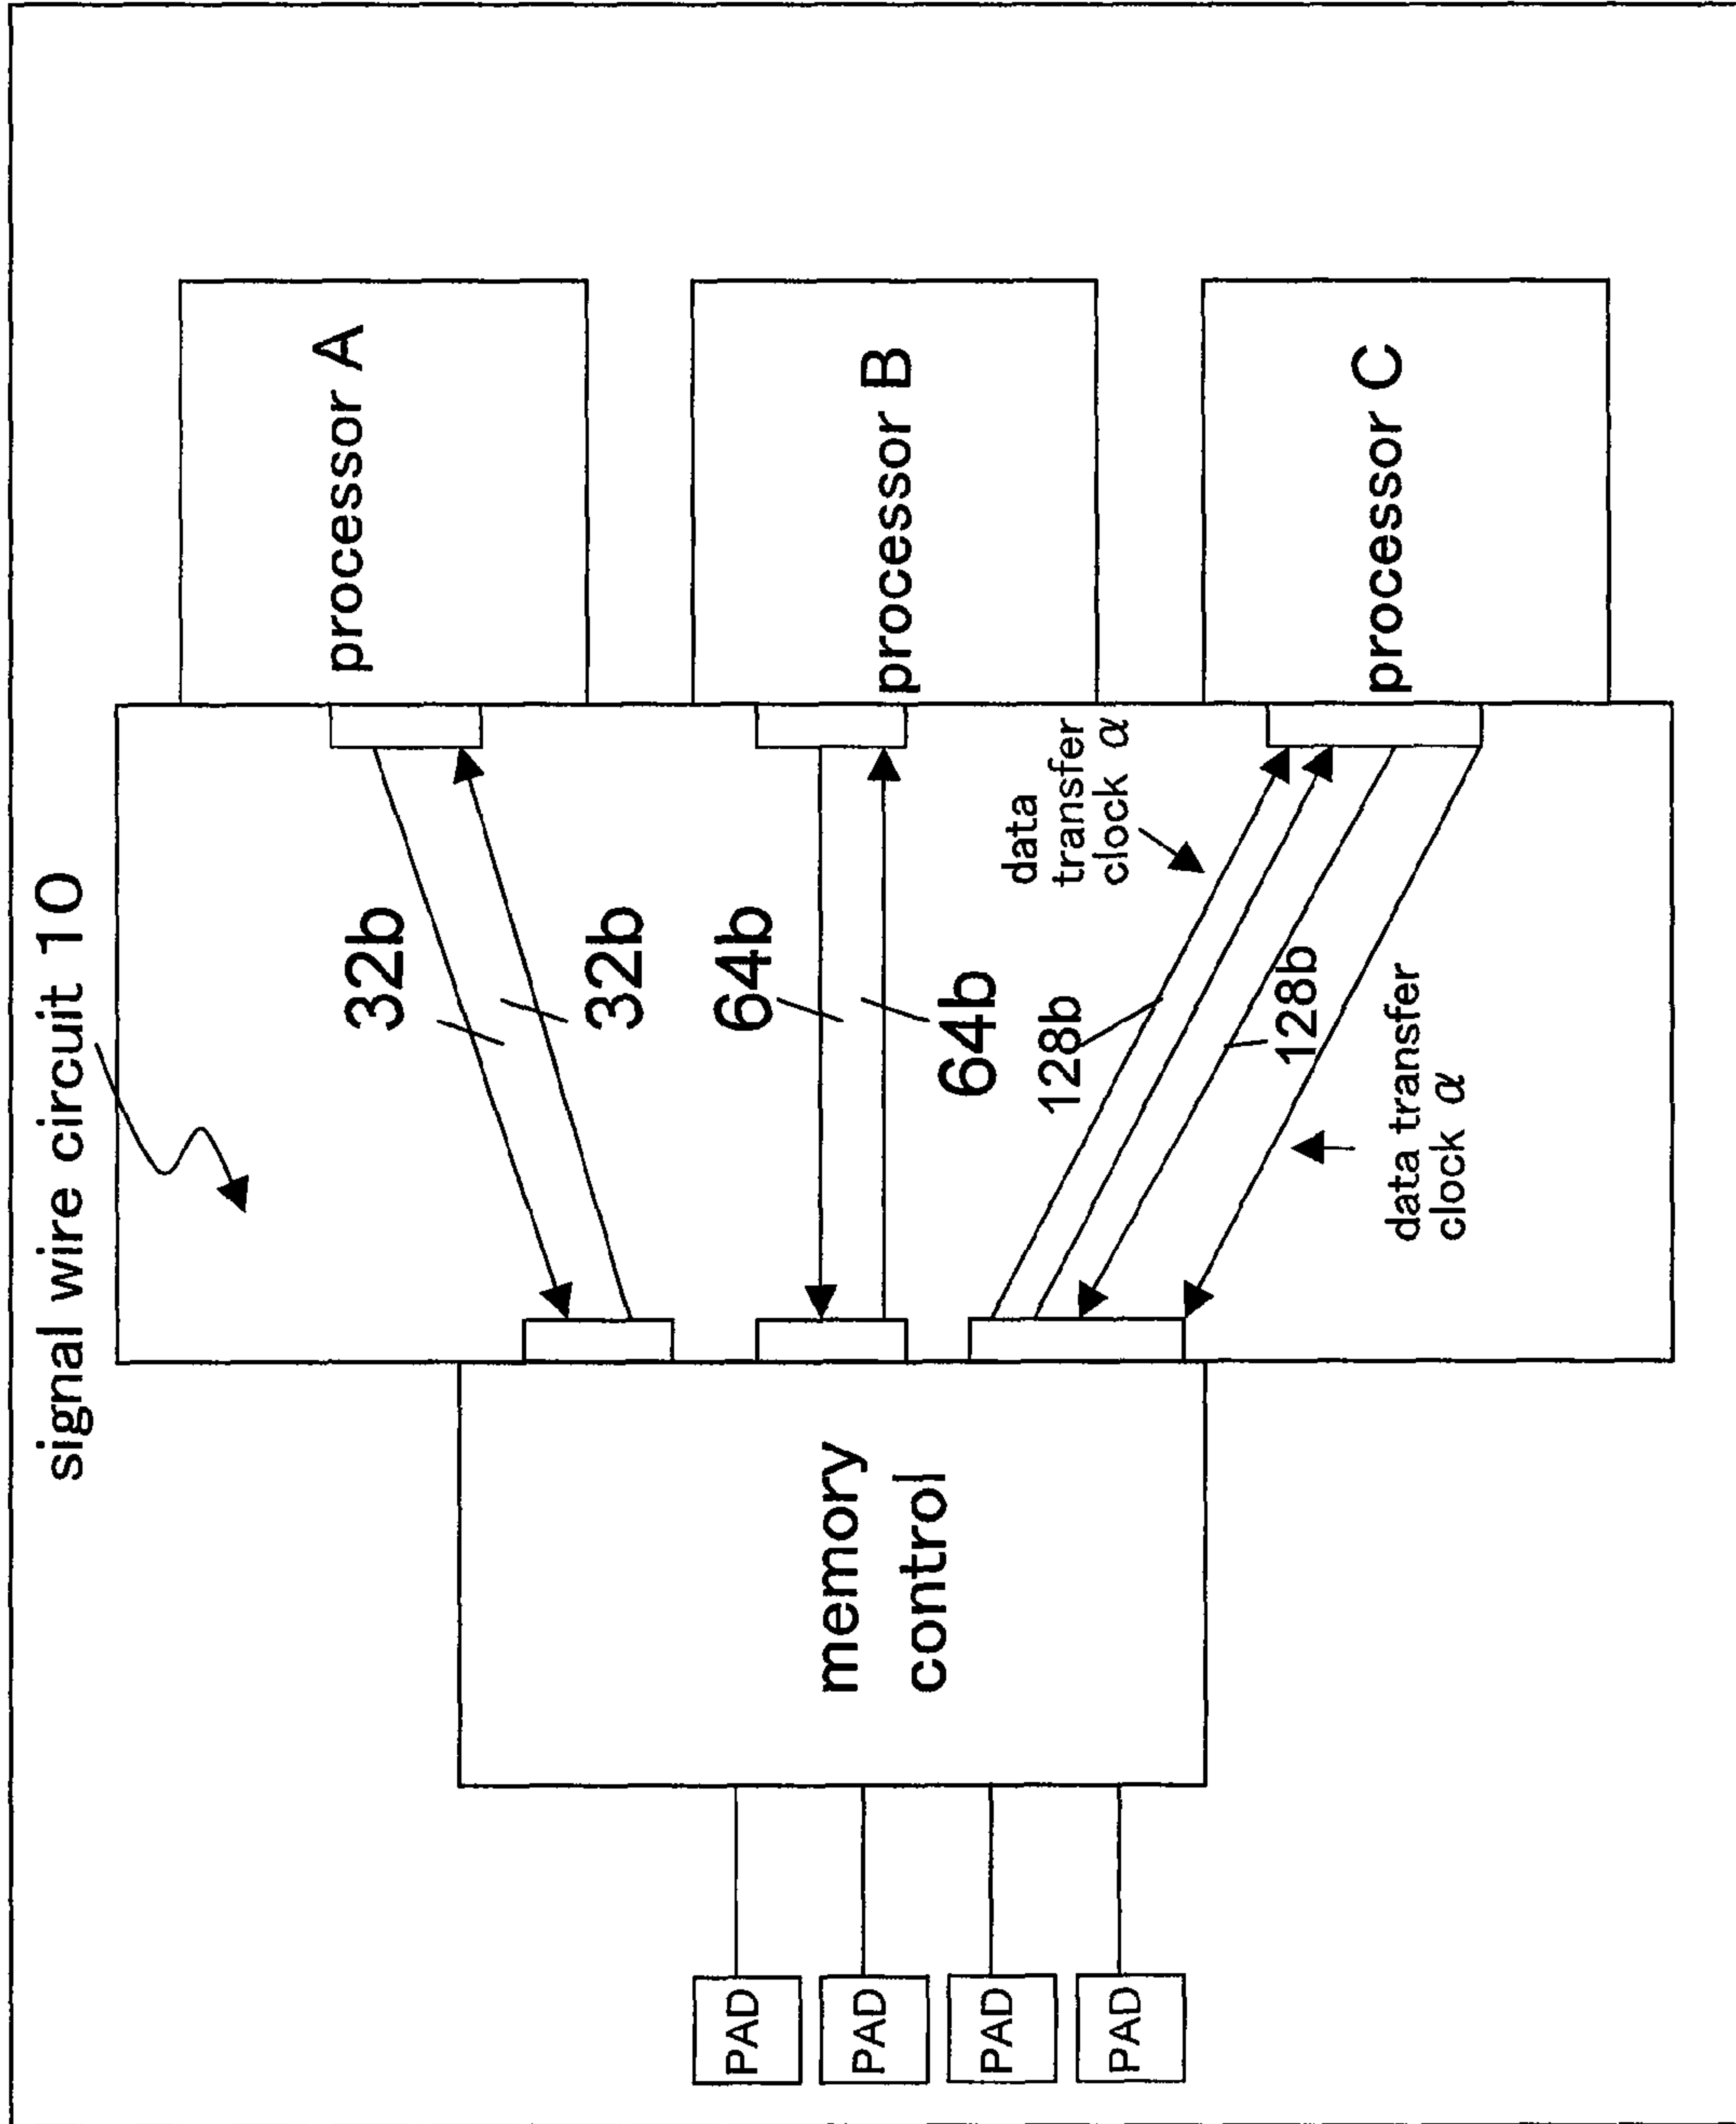 signal wire circuit 10
processor A
processor B
processor C
32b
32b
64b
64b
128b
128b
data
transfer
clock α
data transfer
clock α
memory
control
PAD
PAD
PAD
PAD